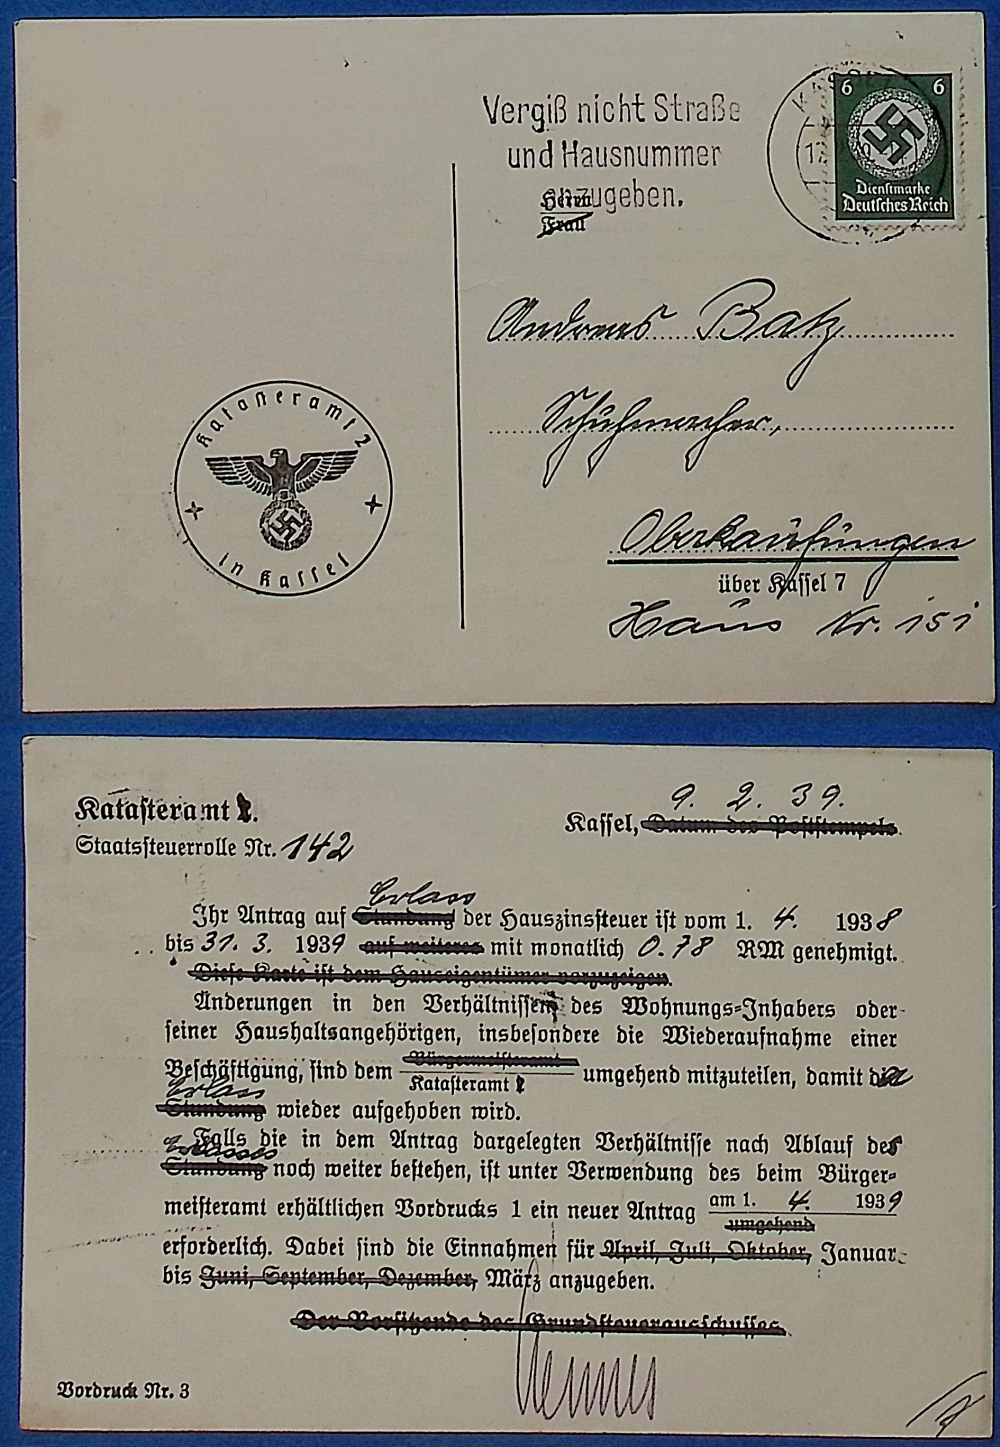 Vergiß nicht Straße
und Hausnummer
anzugeben.
Herrn
Frau
6 6
Dienstmarke
Deutsches Reich
Andreas Batz
Schuhmacher,
Oberkaufungen
über Kassel 7
Haus Nr. 151
Katasteramt 2
in Kassel
Katasteramt
9. 2. 39.
Kassel, Datum des Poststempels.
Staatssteuerrolle Nr. 142
Erlass
Ihr Antrag auf Stundung der Hauszinssteuer ist vom 1. 4. 1938
bis 31. 3. 1939 auf weiteres mit monatlich 0.78 RM genehmigt.
Diese Karte ist dem Hauseigentümer vorzuzeigen.
Änderungen in den Verhältnissen des Wohnungs-Inhabers oder
seiner Haushaltsangehörigen, insbesondere die Wiederaufnahme einer
Bürgermeisteramt
Beschäftigung, sind dem Katasteramt umgehend mitzuteilen, damit der
Erlass
Stundung wieder aufgehoben wird.
Falls die in dem Antrag dargelegten Verhältnisse nach Ablauf des
Erlasses
Stundung noch weiter bestehen, ist unter Verwendung des beim Bürger-
meisteramt erhältlichen Vordrucks 1 ein neuer Antrag am 1. 4. 1939
umgehend
erforderlich. Dabei sind die Einnahmen für April, Juli, Oktober, Januar
bis Juni, September, Dezember, März anzugeben.
Der Vorsitzende des Grundsteuerausschusses.
Vordruck Nr. 3